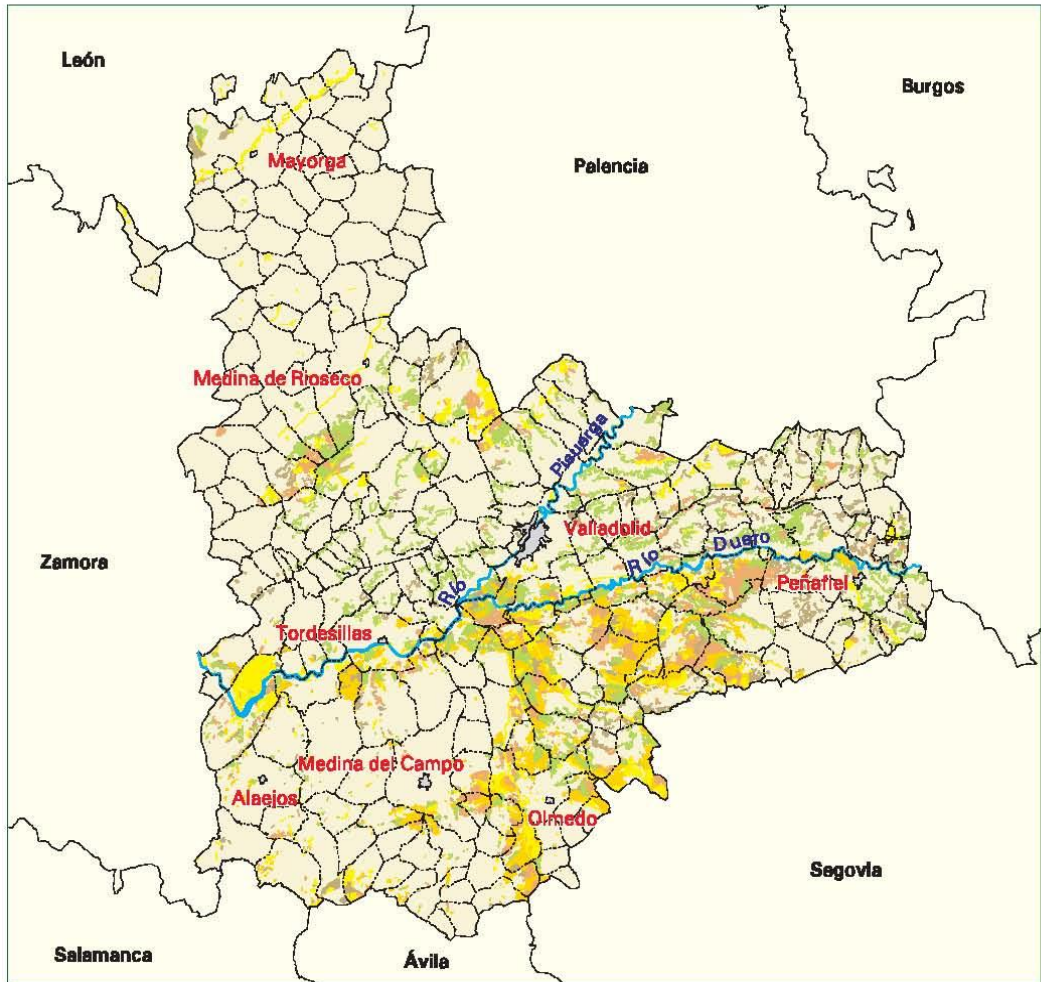 León
Burgos
Palencia
Mayorga
Medina de Rioseco
Pisuerga
Valladolid
Duero
Río
Zamora
Peñafiel
Río
Tordesillas
Medina del Campo
Alaejos
Olmedo
Segovia
Salamanca
Ávila